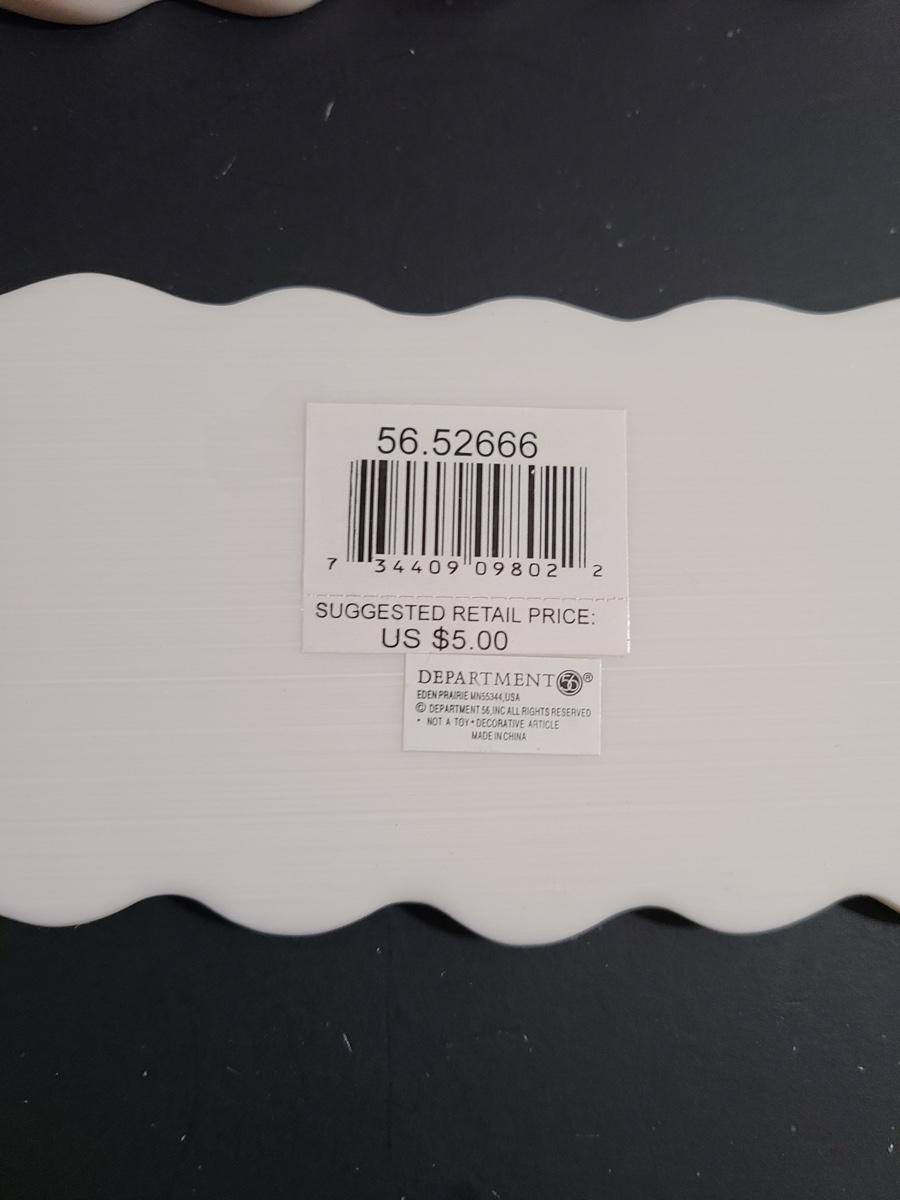 56.52666
7 34409 09802 2
SUGGESTED RETAIL PRICE:
US $5.00
DEPARTMENT 56®
EDEN PRAIRIE MN55344,USA
© DEPARTMENT 56,INC ALL RIGHTS RESERVED
• NOT A TOY • DECORATIVE ARTICLE
MADE IN CHINA